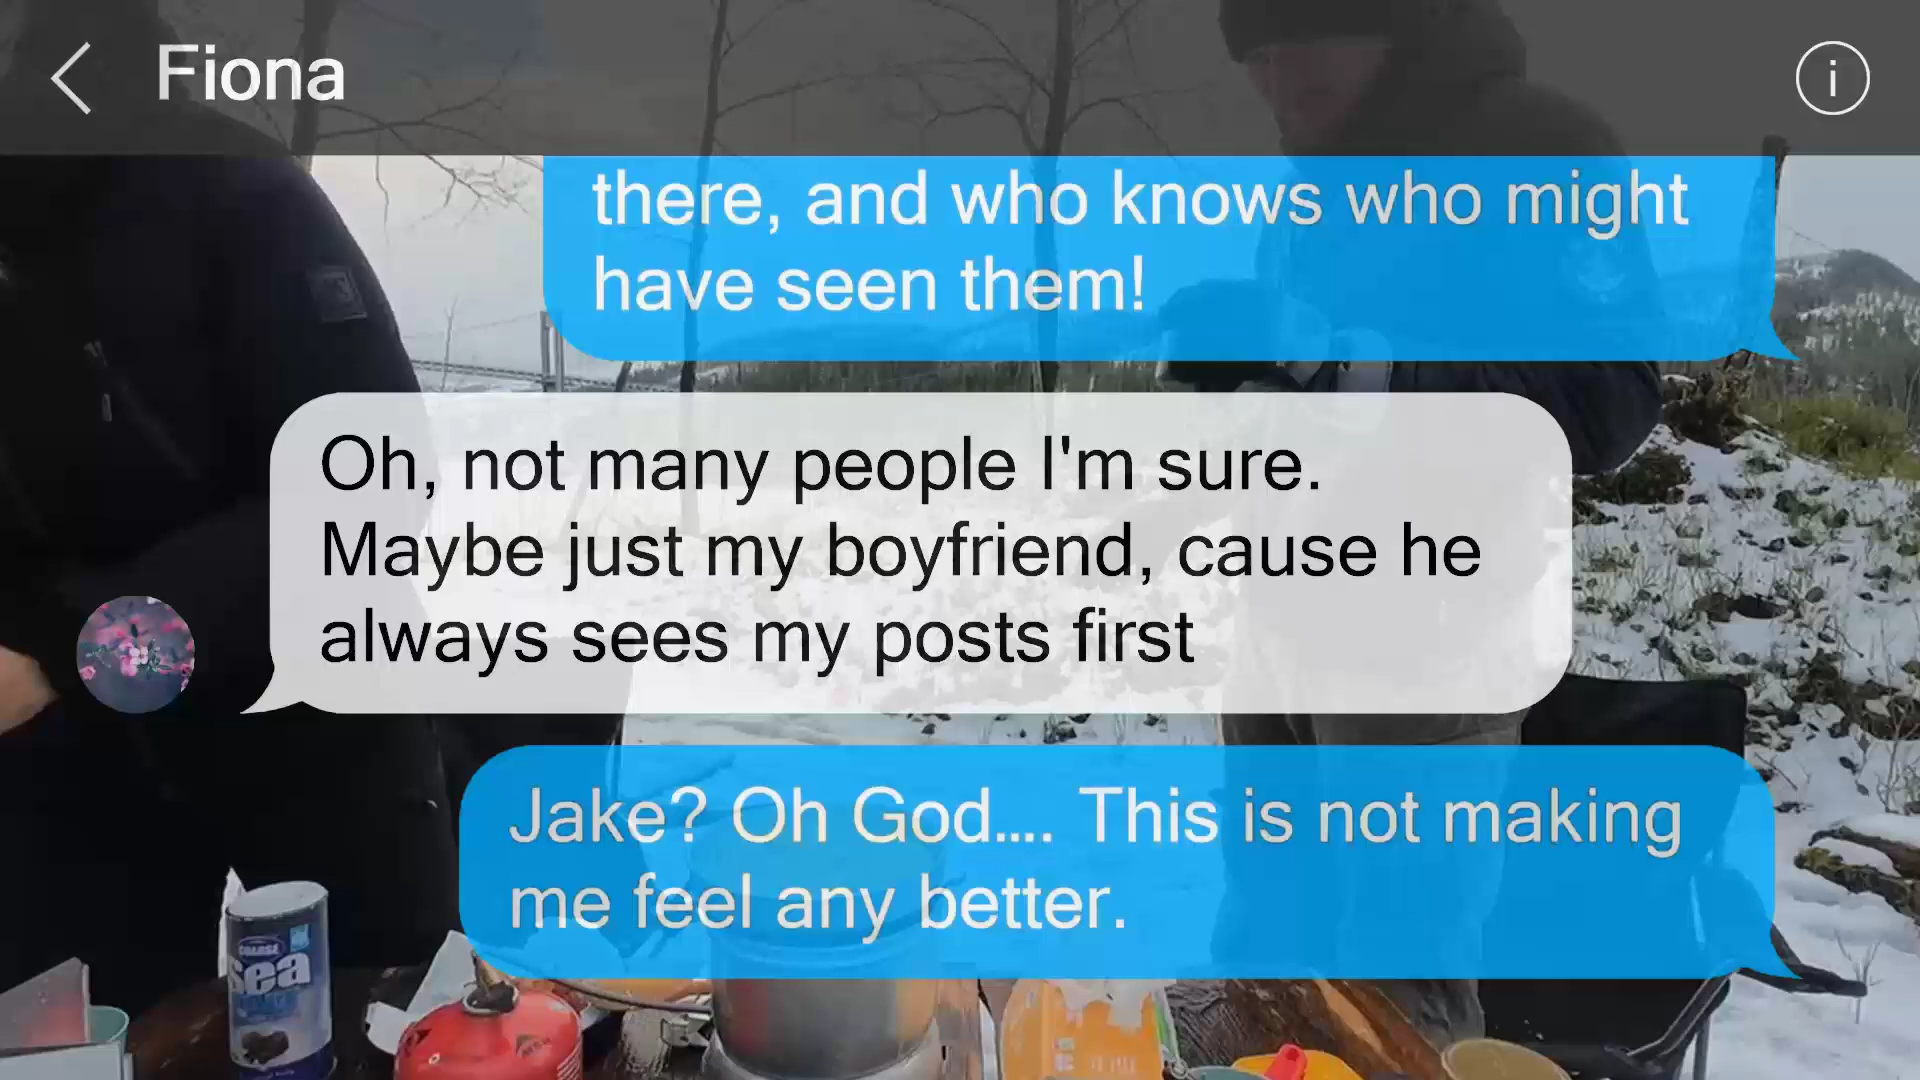 Fiona
there, and who knows who might
have seen them!
Oh, not many people I'm sure.
Maybe just my boyfriend, cause he
always sees my posts first
Jake? Oh God.... This is not making
me feel any better.
COARSE
Sea
MSR